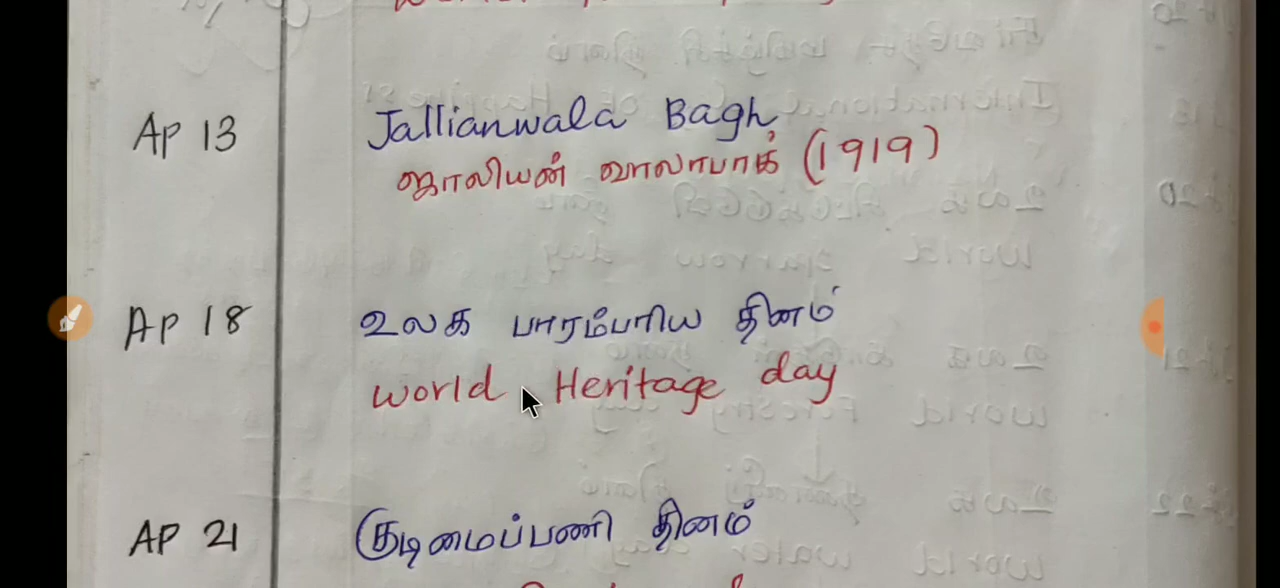 Ap 13
Jallianwala Bagh
ஜாலியன் வாலாபாக் (1919)
Ap 18
உலக பாரம்பரிய தினம்
world Heritage day
AP 21
குடிமைப்பணி தினம்